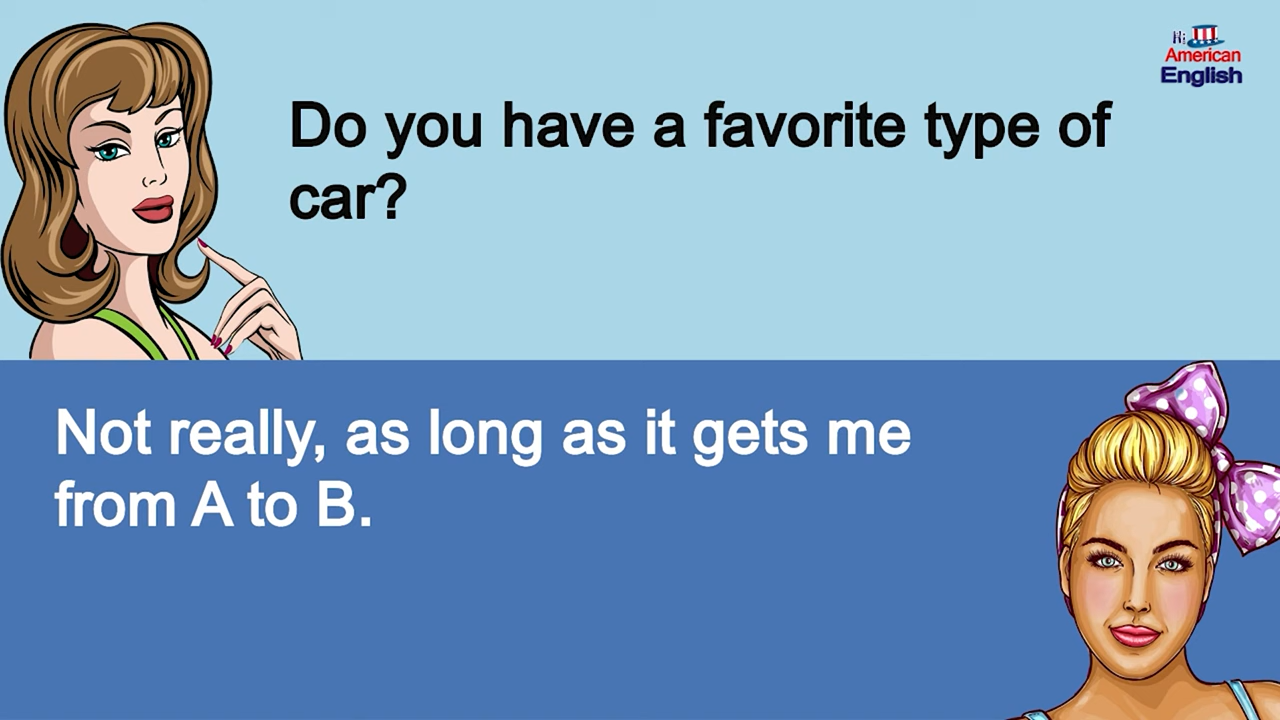 Hi
American
English
Do you have a favorite type of
car?
Not really, as long as it gets me
from A to B.